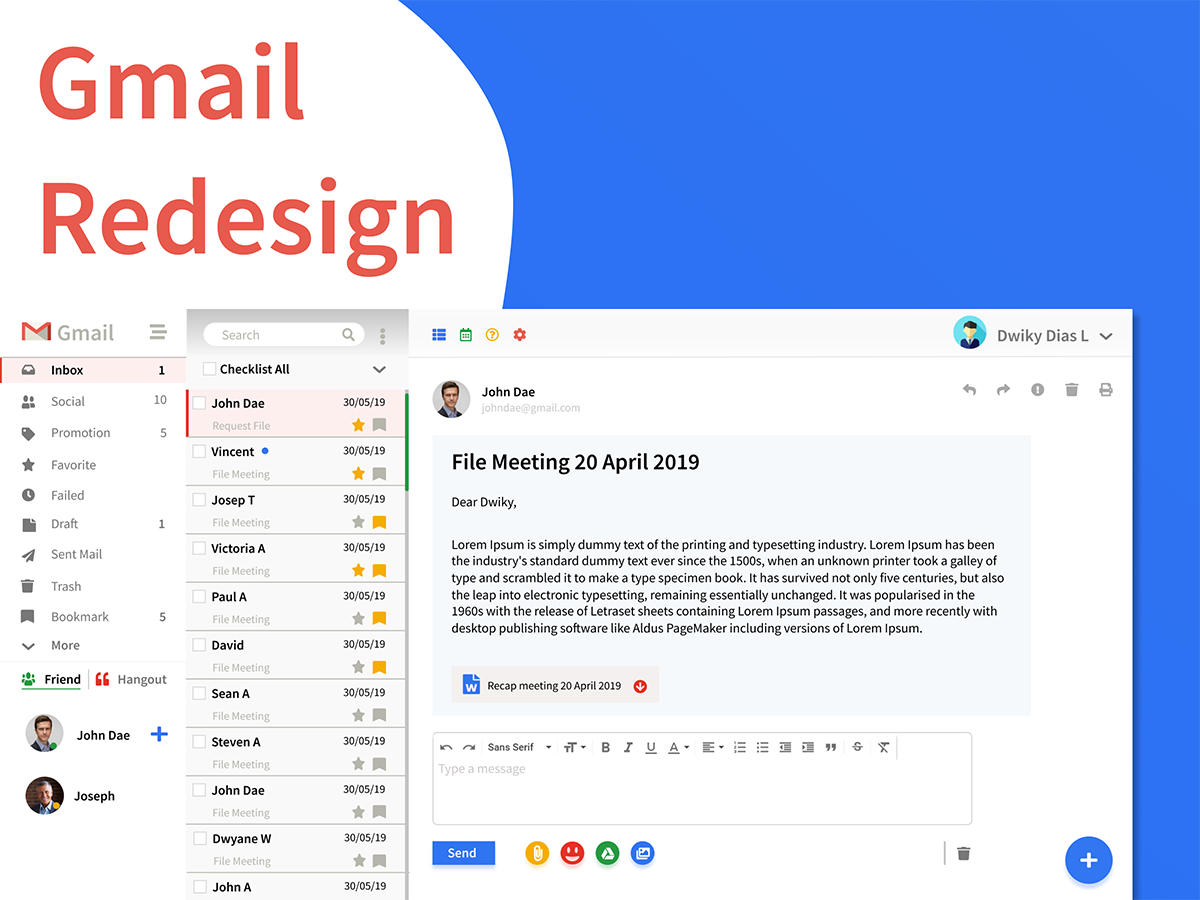 Gmail
Redesign
Gmail
Inbox 1
Social 10
Promotion 5
Favorite
Failed
Draft 1
Sent Mail
Trash
Bookmark 5
More
Friend Hangout
John Dae
Joseph
Search
Checklist All
John Dae 30/05/19
Request File
Vincent 30/05/19
File Meeting
Josep T 30/05/19
File Meeting
Victoria A 30/05/19
File Meeting
Paul A 30/05/19
File Meeting
David 30/05/19
File Meeting
Sean A 30/05/19
File Meeting
Steven A 30/05/19
File Meeting
John Dae 30/05/19
File Meeting
Dwyane W 30/05/19
File Meeting
John A 30/05/19
Dwiky Dias L
John Dae
johndae@gmail.com
File Meeting 20 April 2019
Dear Dwiky,
Lorem Ipsum is simply dummy text of the printing and typesetting industry. Lorem Ipsum has been
the industry's standard dummy text ever since the 1500s, when an unknown printer took a galley of
type and scrambled it to make a type specimen book. It has survived not only five centuries, but also
the leap into electronic typesetting, remaining essentially unchanged. It was popularised in the
1960s with the release of Letraset sheets containing Lorem Ipsum passages, and more recently with
desktop publishing software like Aldus PageMaker including versions of Lorem Ipsum.
W Recap meeting 20 April 2019
Sans Serif
Type a message
Send